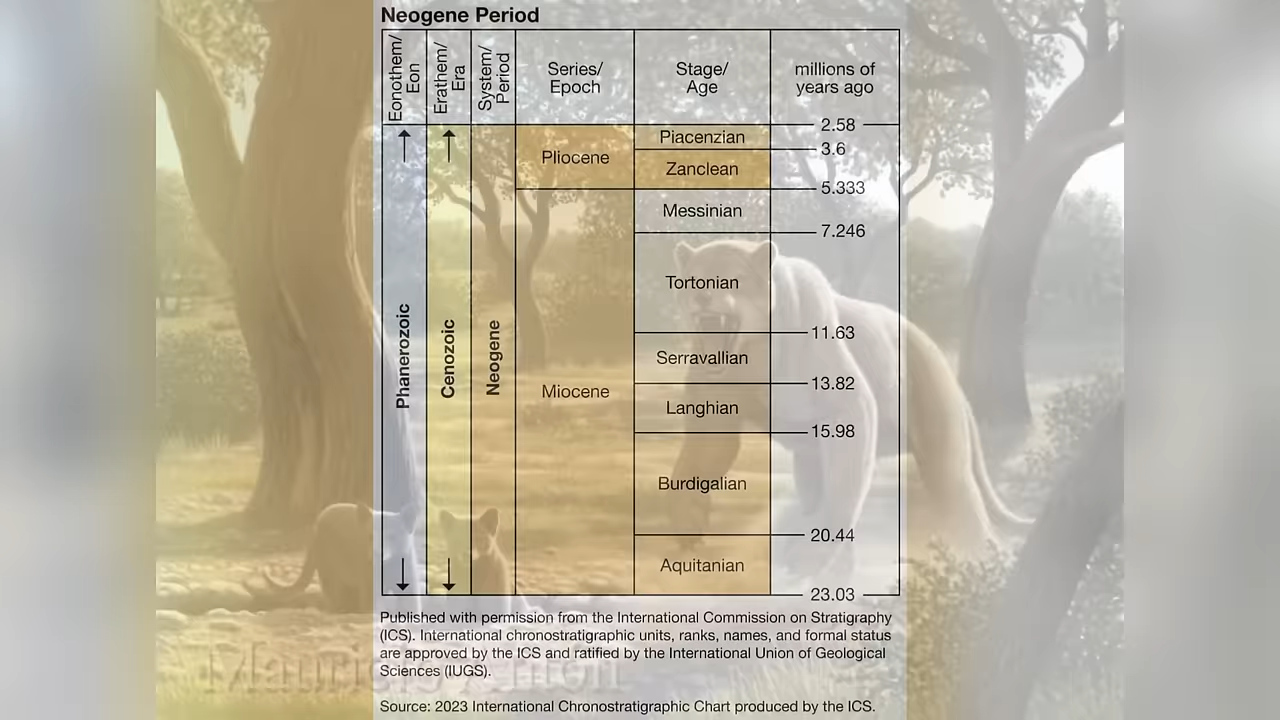 Neogene Period
Eonothem/
Eon
Erathem/
Era
System/
Period
Series/
Epoch
Stage/
Age
millions of
years ago
2.58
Piacenzian
3.6
Pliocene
Zanclean
5.333
Messinian
7.246
Tortonian
11.63
Phanerozoic
Cenozoic
Neogene
Miocene
Serravallian
13.82
Langhian
15.98
Burdigalian
20.44
Aquitanian
23.03
Published with permission from the International Commission on Stratigraphy
(ICS). International chronostratigraphic units, ranks, names, and formal status
are approved by the ICS and ratified by the International Union of Geological
Sciences (IUGS).
Source: 2023 International Chronostratigraphic Chart produced by the ICS.